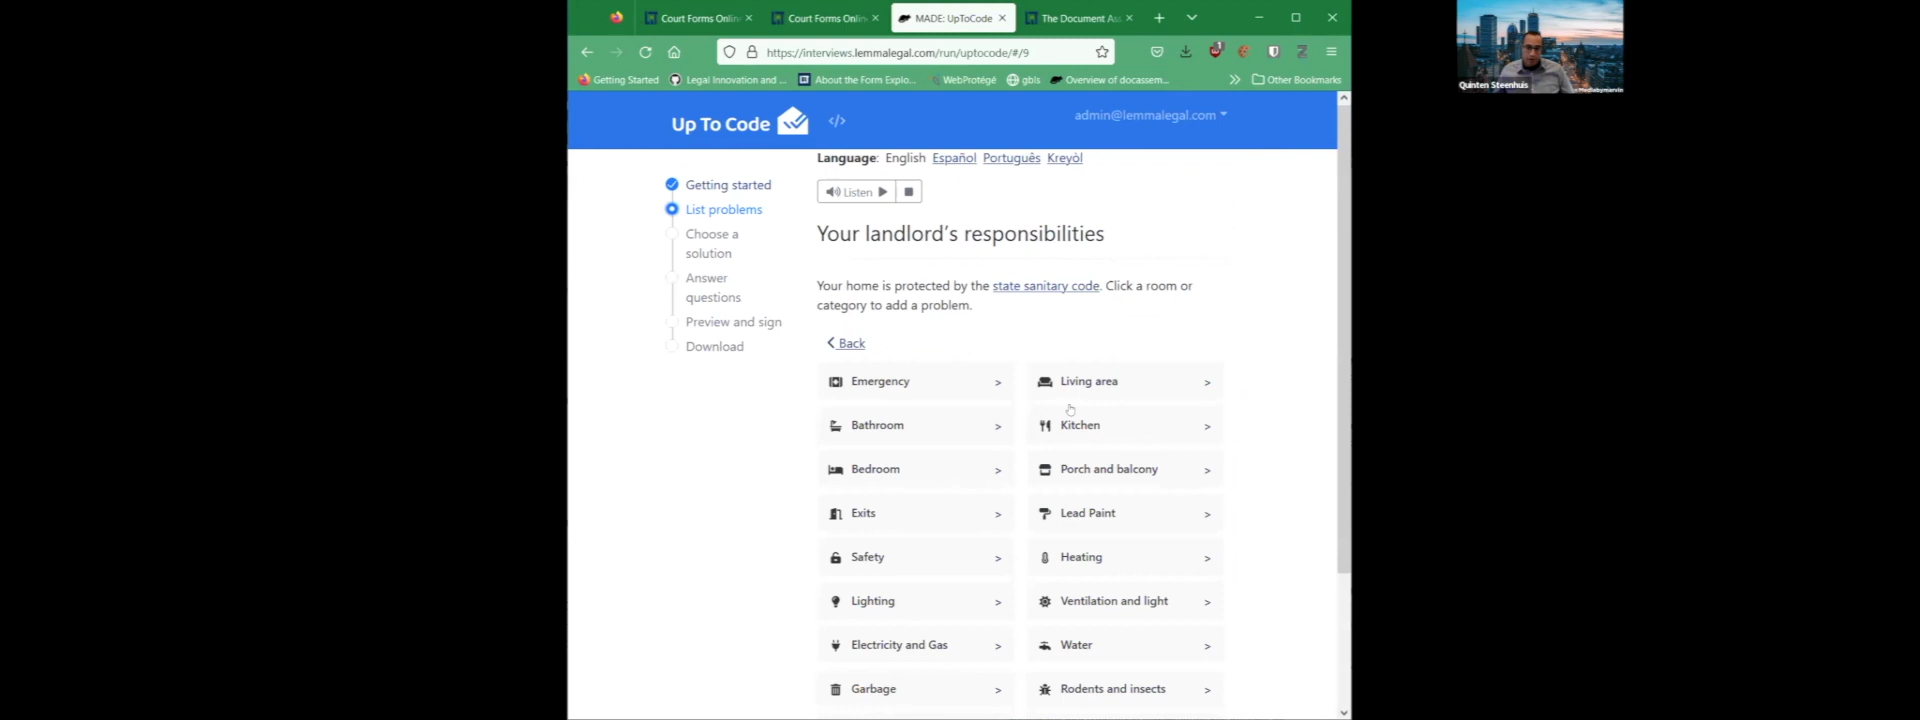 Court Forms Onlin
Court Forms Onlin
MADE: UpToCode
The Document As
https://interviews.lemmalegal.com/run/uptocode/#/9
Getting Started
Legal Innovation and ...
About the Form Explo...
WebProtégé
gbls
Overview of docassem...
Other Bookmarks
Up To Code
</>
admin@lemmalegal.com
Language: English Español Português Kreyòl
Listen
Getting started
List problems
Choose a
solution
Answer
questions
Preview and sign
Download
Your landlord's responsibilities
Your home is protected by the state sanitary code. Click a room or
category to add a problem.
Back
Emergency >
Living area >
Bathroom >
Kitchen >
Bedroom >
Porch and balcony >
Exits >
Lead Paint >
Safety >
Heating >
Lighting >
Ventilation and light >
Electricity and Gas >
Water >
Garbage >
Rodents and insects >
Quinten Steenhuis